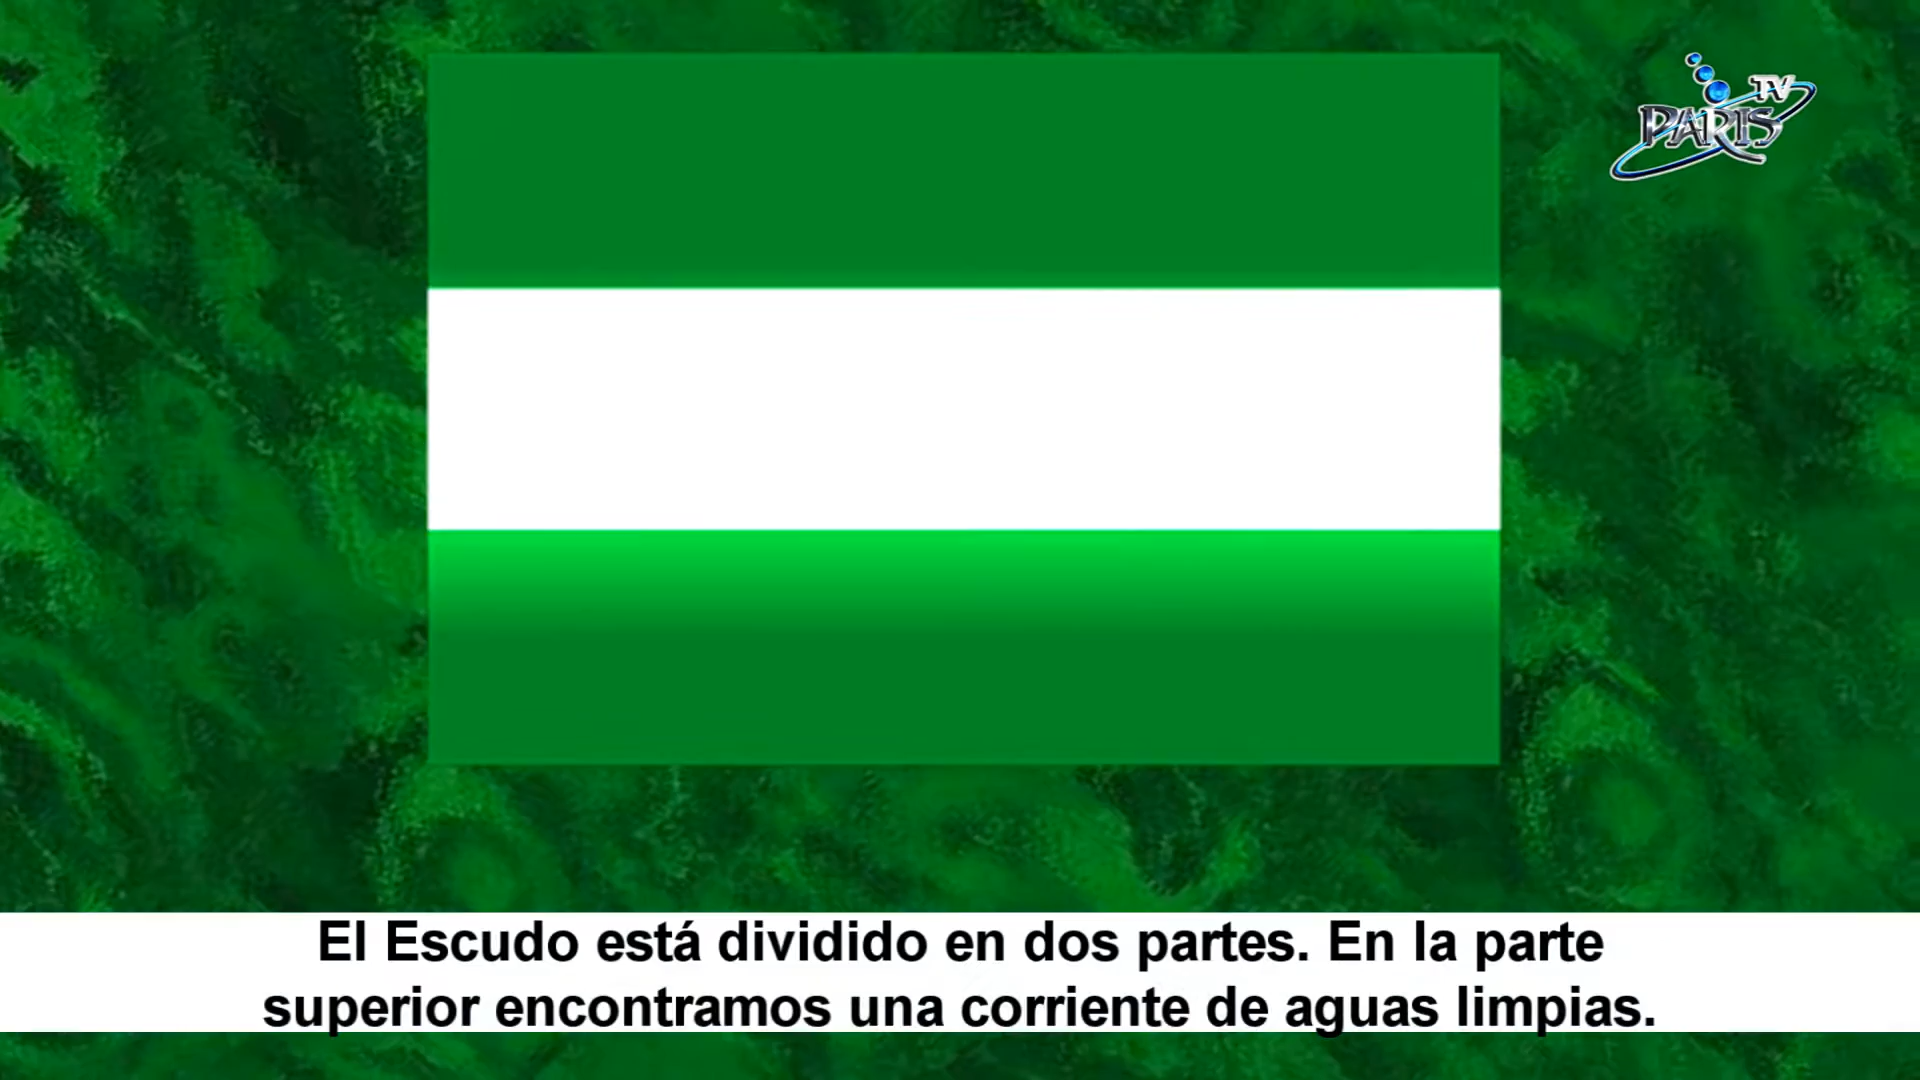 PARIS TV
El Escudo está dividido en dos partes. En la parte
superior encontramos una corriente de aguas limpias.